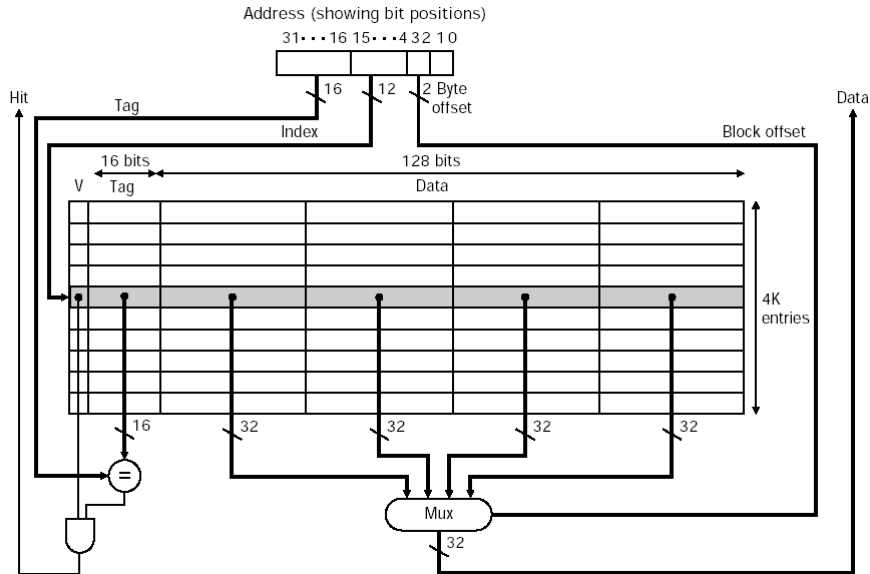 Address (showing bit positions)
31 • • • 16 15 • • • 4 3 2 1 0
Hit
16
12
2
Byte
offset
Data
Tag
Index
Block offset
16 bits
128 bits
V
Tag
Data
4K
entries
16
32
32
32
32
=
Mux
32